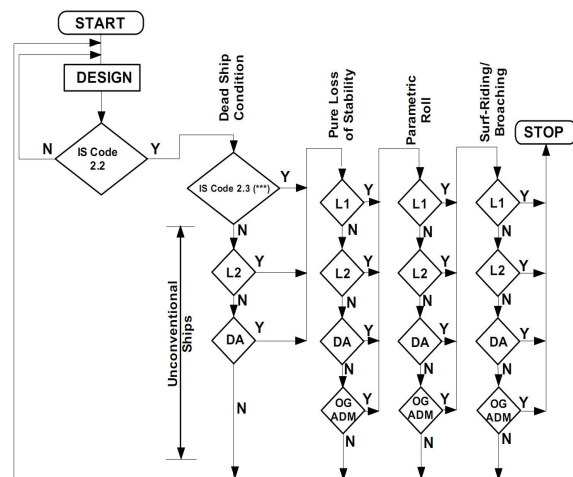 START
DESIGN
N
IS Code
2.2
Y
Dead Ship
Condition
IS Code 2.3 (***)
Y
N
L2
Y
N
DA
Y
N
Unconventional
Ships
Pure Loss
of Stability
L1
Y
N
L2
Y
N
DA
Y
N
OG
ADM
Y
N
Parametric
Roll
L1
Y
N
L2
Y
N
DA
Y
N
OG
ADM
Y
N
Surf-Riding/
Broaching
L1
Y
N
L2
Y
N
DA
Y
N
OG
ADM
Y
N
STOP